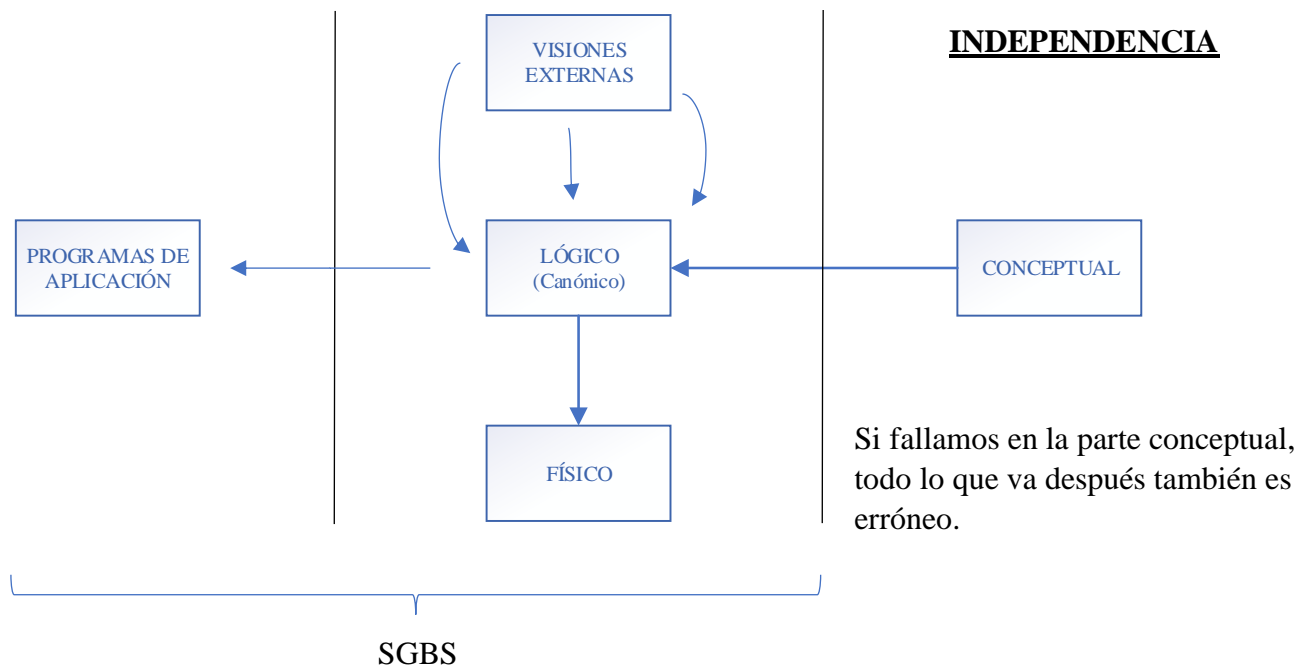 VISIONES
EXTERNAS
INDEPENDENCIA
PROGRAMAS DE
APLICACIÓN
LÓGICO
(Canónico)
CONCEPTUAL
FÍSICO
Si fallamos en la parte conceptual,
todo lo que va después también es
erróneo.
SGBS